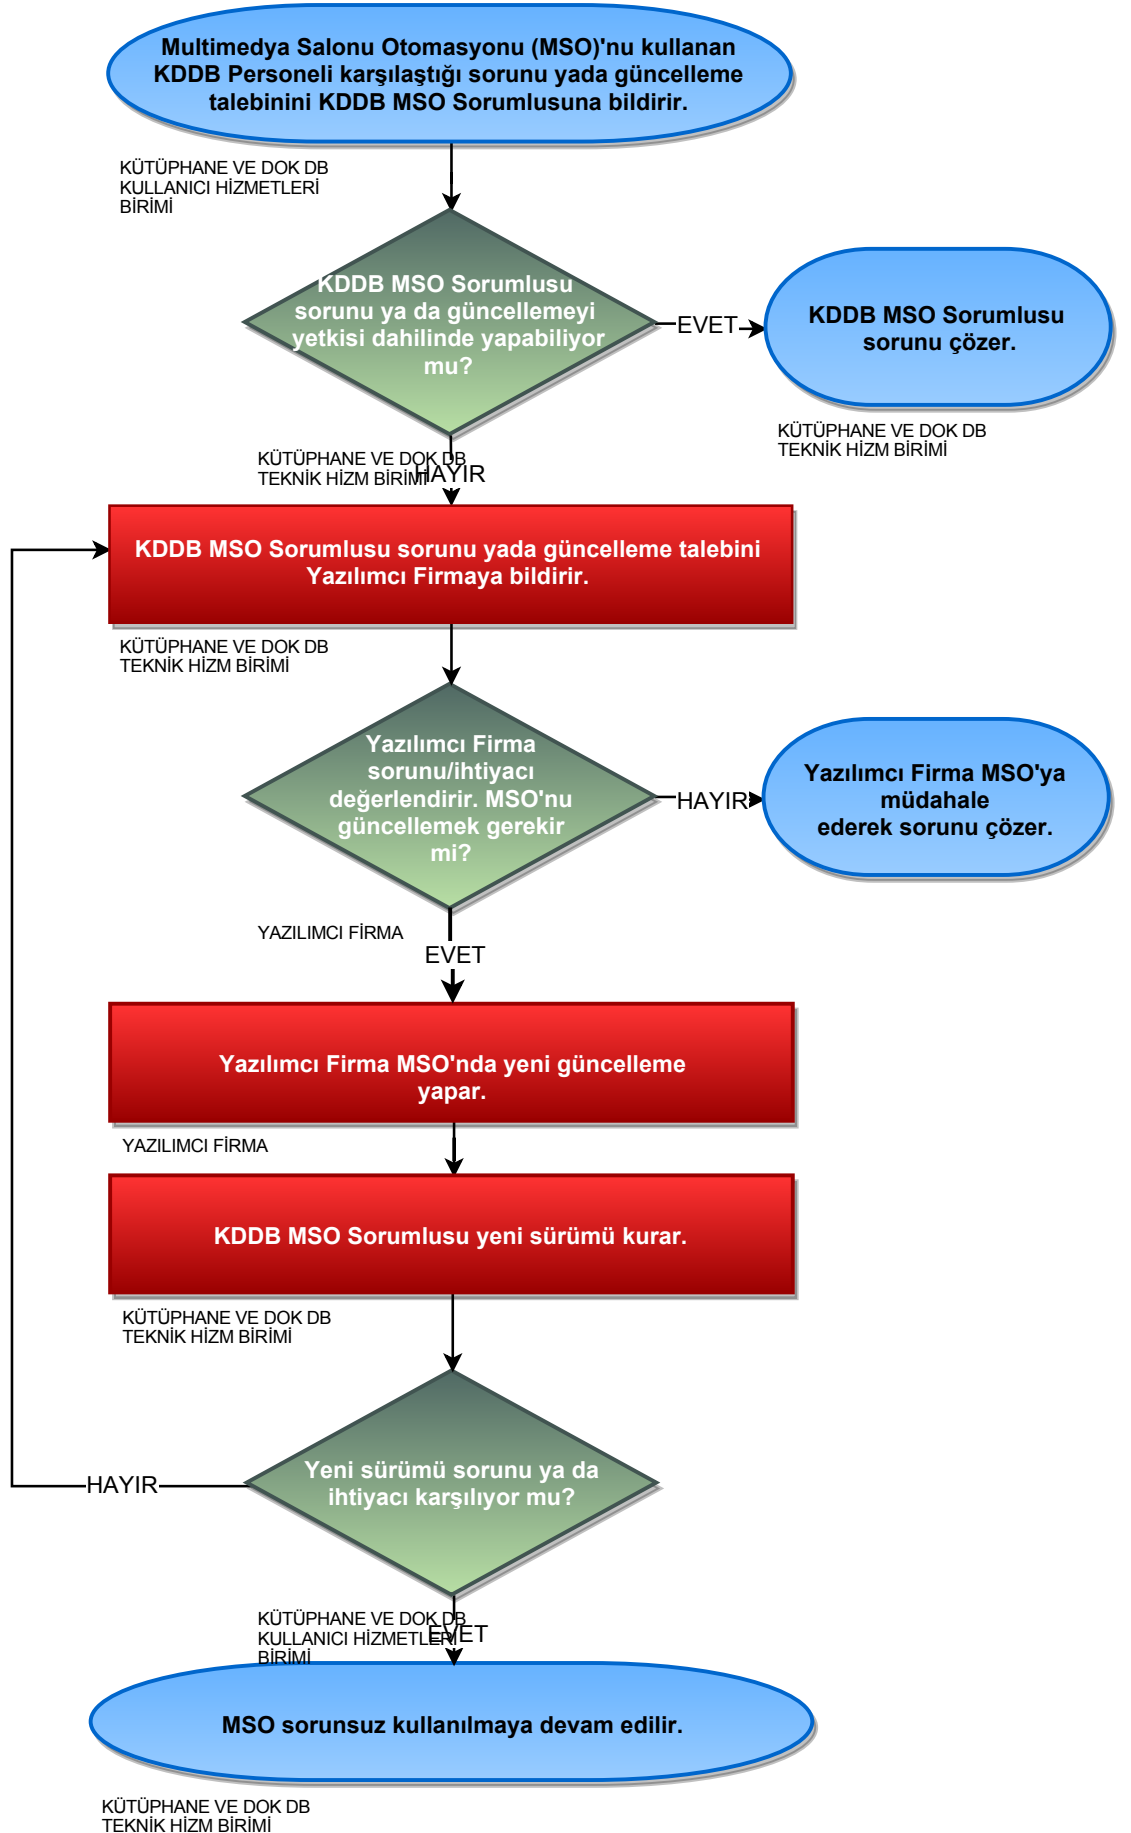 Multimedya Salonu Otomasyonu (MSO)'nu kullanan
KDDB Personeli karşılaştığı sorunu yada güncelleme
talebinini KDDB MSO Sorumlusuna bildirir.
KÜTÜPHANE VE DOK DB
KULLANICI HİZMETLERİ
BİRİMİ
KDDB MSO Sorumlusu
sorunu ya da güncellemeyi
yetkisi dahilinde yapabiliyor
mu?
EVET
KDDB MSO Sorumlusu
sorunu çözer.
KÜTÜPHANE VE DOK DB
TEKNİK HİZM BİRİMİ
KÜTÜPHANE VE DOK DB
TEKNİK HİZM BİRİMİ
HAYIR
KDDB MSO Sorumlusu sorunu yada güncelleme talebini
Yazılımcı Firmaya bildirir.
KÜTÜPHANE VE DOK DB
TEKNİK HİZM BİRİMİ
Yazılımcı Firma
sorunu/ihtiyacı
değerlendirir. MSO'nu
güncellemek gerekir
mi?
HAYIR
Yazılımcı Firma MSO'ya
müdahale
ederek sorunu çözer.
YAZILIMCI FİRMA
EVET
Yazılımcı Firma MSO'nda yeni güncelleme
yapar.
YAZILIMCI FİRMA
KDDB MSO Sorumlusu yeni sürümü kurar.
KÜTÜPHANE VE DOK DB
TEKNİK HİZM BİRİMİ
Yeni sürümü sorunu ya da
ihtiyacı karşılıyor mu?
HAYIR
KÜTÜPHANE VE DOK DB
KULLANICI HİZMETLERİ
BİRİMİ
EVET
MSO sorunsuz kullanılmaya devam edilir.
KÜTÜPHANE VE DOK DB
TEKNİK HİZM BİRİMİ